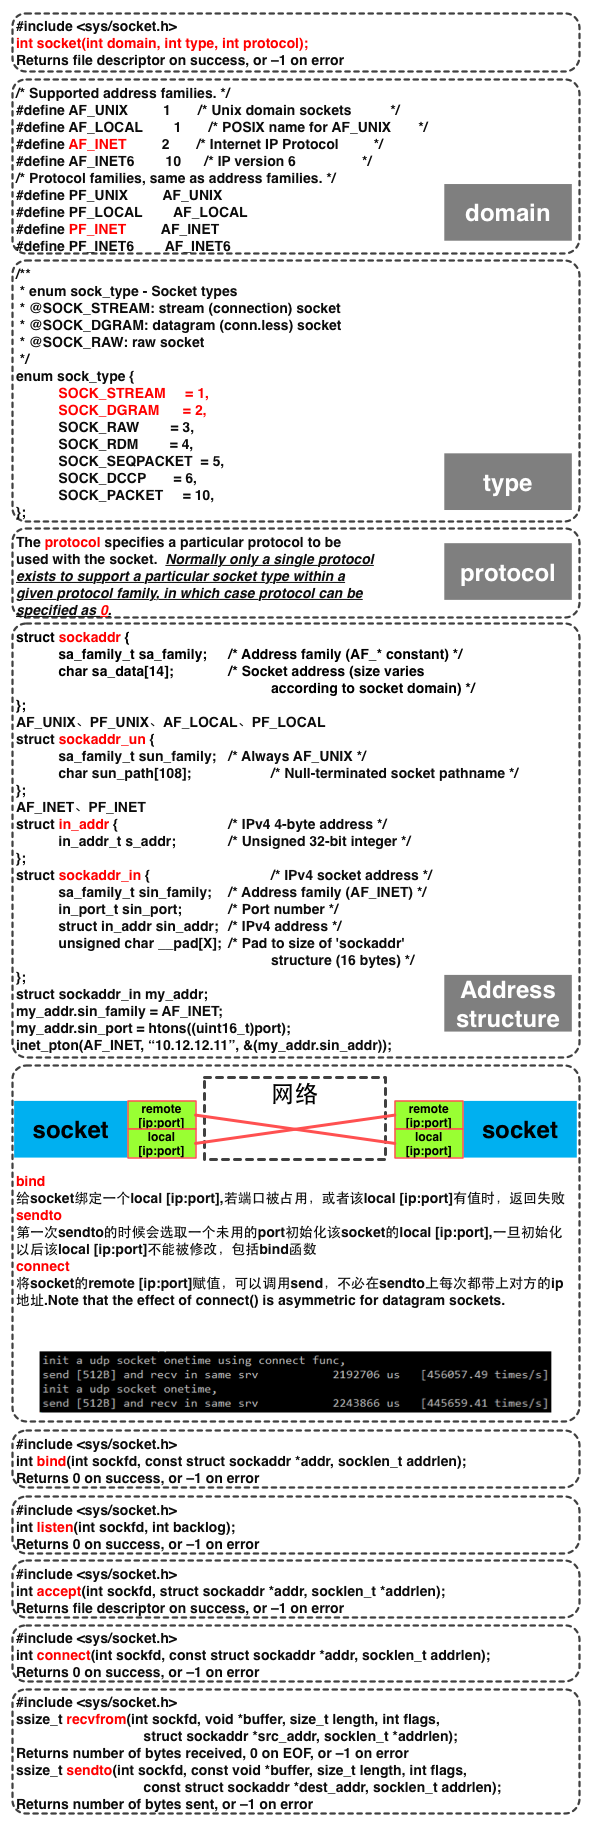 #include <sys/socket.h>
int socket(int domain, int type, int protocol);
Returns file descriptor on success, or –1 on error
/* Supported address families. */
#define AF_UNIX 1 /* Unix domain sockets */
#define AF_LOCAL 1 /* POSIX name for AF_UNIX */
#define AF_INET 2 /* Internet IP Protocol */
#define AF_INET6 10 /* IP version 6 */
/* Protocol families, same as address families. */
#define PF_UNIX AF_UNIX
#define PF_LOCAL AF_LOCAL
#define PF_INET AF_INET
#define PF_INET6 AF_INET6
domain
/**
* enum sock_type - Socket types
* @SOCK_STREAM: stream (connection) socket
* @SOCK_DGRAM: datagram (conn.less) socket
* @SOCK_RAW: raw socket
*/
enum sock_type {
SOCK_STREAM = 1,
SOCK_DGRAM = 2,
SOCK_RAW = 3,
SOCK_RDM = 4,
SOCK_SEQPACKET = 5,
SOCK_DCCP = 6,
SOCK_PACKET = 10,
};
type
The protocol specifies a particular protocol to be
used with the socket. Normally only a single protocol
exists to support a particular socket type within a
given protocol family, in which case protocol can be
specified as 0.
protocol
struct sockaddr {
sa_family_t sa_family; /* Address family (AF_* constant) */
char sa_data[14]; /* Socket address (size varies
according to socket domain) */
};
AF_UNIX、PF_UNIX、AF_LOCAL、PF_LOCAL
struct sockaddr_un {
sa_family_t sun_family; /* Always AF_UNIX */
char sun_path[108]; /* Null-terminated socket pathname */
};
AF_INET、PF_INET
struct in_addr { /* IPv4 4-byte address */
in_addr_t s_addr; /* Unsigned 32-bit integer */
};
struct sockaddr_in { /* IPv4 socket address */
sa_family_t sin_family; /* Address family (AF_INET) */
in_port_t sin_port; /* Port number */
struct in_addr sin_addr; /* IPv4 address */
unsigned char __pad[X]; /* Pad to size of 'sockaddr'
structure (16 bytes) */
};
struct sockaddr_in my_addr;
my_addr.sin_family = AF_INET;
my_addr.sin_port = htons((uint16_t)port);
inet_pton(AF_INET, “10.12.12.11”, &(my_addr.sin_addr));
Address
structure
网络
socket
remote
[ip:port]
local
[ip:port]
remote
[ip:port]
local
[ip:port]
socket
bind
给socket绑定一个local [ip:port],若端口被占用，或者该local [ip:port]有值时，返回失败
sendto
第一次sendto的时候会选取一个未用的port初始化该socket的local [ip:port],一旦初始化
以后该local [ip:port]不能被修改，包括bind函数
connect
将socket的remote [ip:port]赋值，可以调用send，不必在sendto上每次都带上对方的ip
地址.Note that the effect of connect() is asymmetric for datagram sockets.
init a udp socket onetime using connect func,
send [512B] and recv in same srv 2192706 us [456057.49 times/s]
init a udp socket onetime,
send [512B] and recv in same srv 2243866 us [445659.41 times/s]
#include <sys/socket.h>
int bind(int sockfd, const struct sockaddr *addr, socklen_t addrlen);
Returns 0 on success, or –1 on error
#include <sys/socket.h>
int listen(int sockfd, int backlog);
Returns 0 on success, or –1 on error
#include <sys/socket.h>
int accept(int sockfd, struct sockaddr *addr, socklen_t *addrlen);
Returns file descriptor on success, or –1 on error
#include <sys/socket.h>
int connect(int sockfd, const struct sockaddr *addr, socklen_t addrlen);
Returns 0 on success, or –1 on error
#include <sys/socket.h>
ssize_t recvfrom(int sockfd, void *buffer, size_t length, int flags,
struct sockaddr *src_addr, socklen_t *addrlen);
Returns number of bytes received, 0 on EOF, or –1 on error
ssize_t sendto(int sockfd, const void *buffer, size_t length, int flags,
const struct sockaddr *dest_addr, socklen_t addrlen);
Returns number of bytes sent, or –1 on error